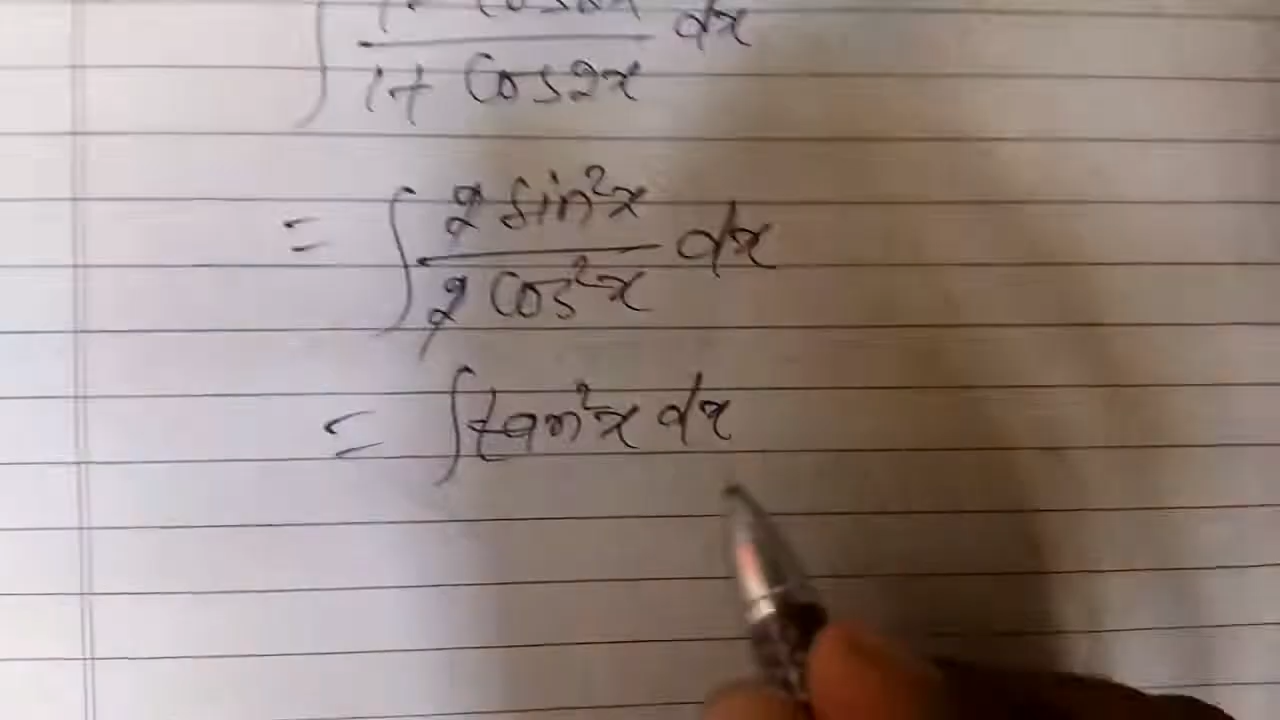 ∫ 1 - cos2x / 1 + cos2x dx
= ∫ 2 sin²x / 2 cos²x dx
= ∫ tan²x dx